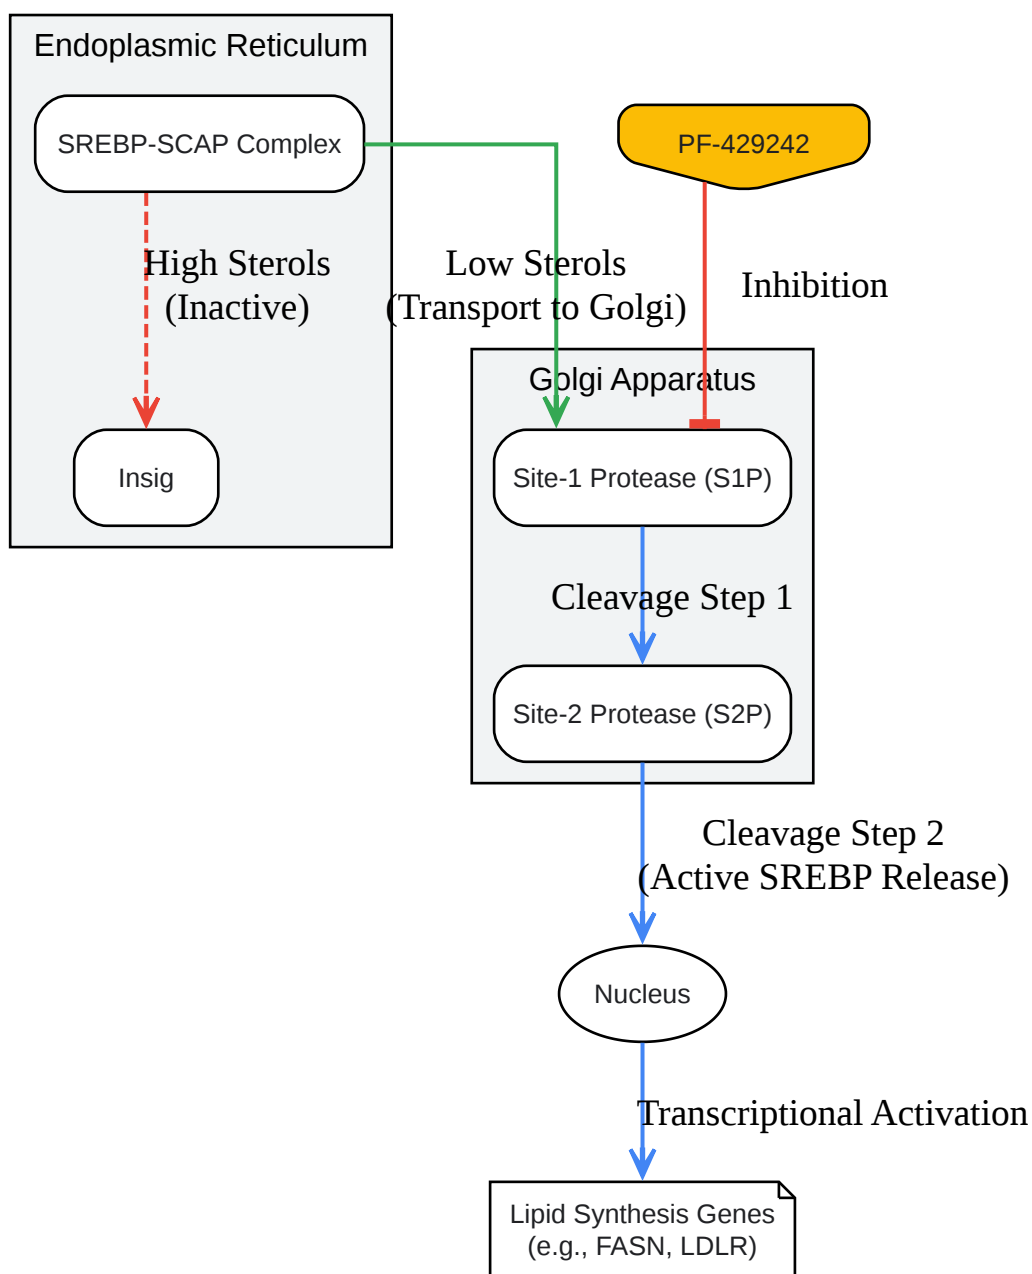 Endoplasmic Reticulum
SREBP-SCAP Complex
PF-429242
High Sterols
(Inactive)
Low Sterols
(Transport to Golgi)
Inhibition
Golgi Apparatus
Insig
Site-1 Protease (S1P)
Cleavage Step 1
Site-2 Protease (S2P)
Cleavage Step 2
(Active SREBP Release)
Nucleus
Transcriptional Activation
Lipid Synthesis Genes
(e.g., FASN, LDLR)